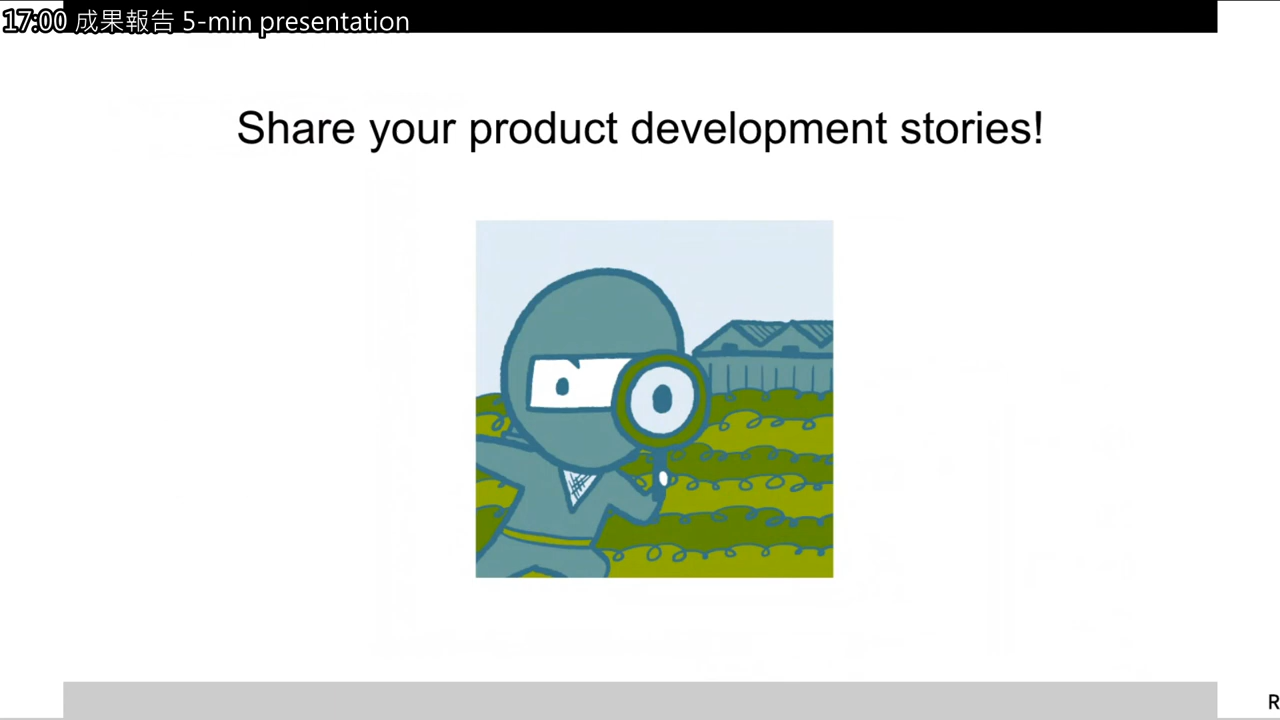 17:00 成果報告 5-min presentation
Share your product development stories!
R